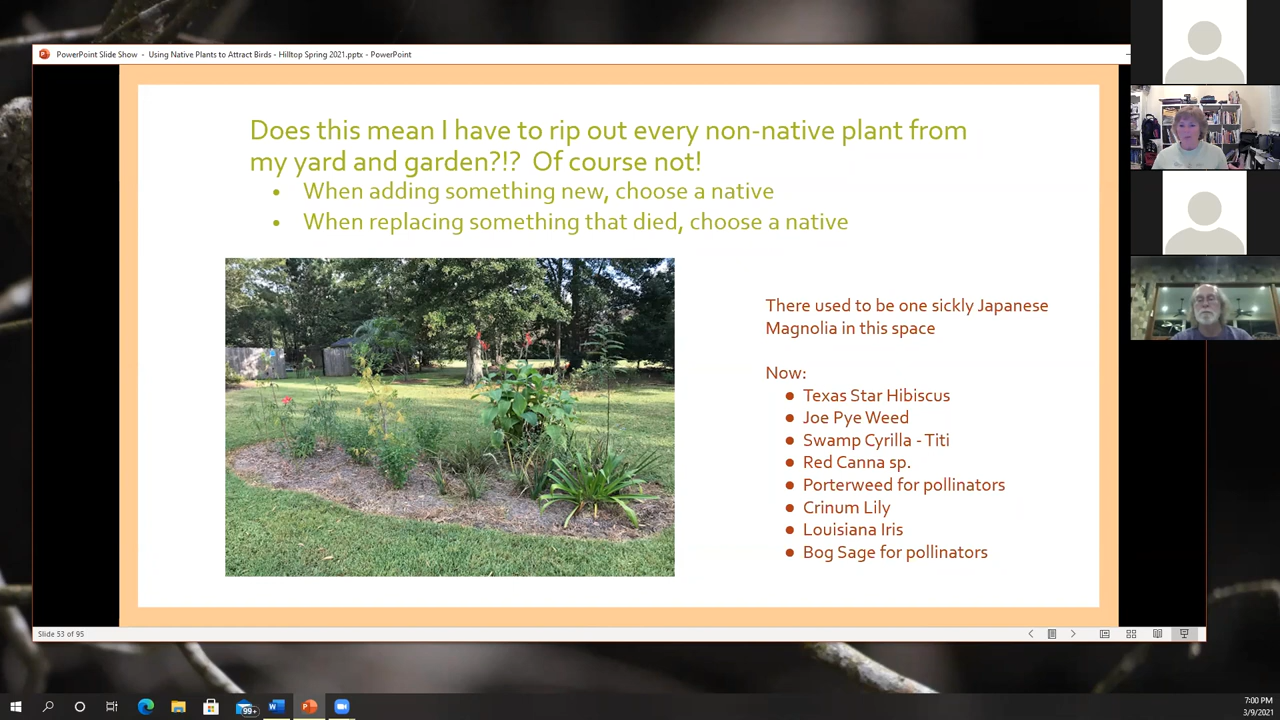 PowerPoint Slide Show - Using Native Plants to Attract Birds - Hilltop Spring 2021.pptx - PowerPoint
Does this mean I have to rip out every non-native plant from
my yard and garden?!? Of course not!
• When adding something new, choose a native
• When replacing something that died, choose a native
There used to be one sickly Japanese
Magnolia in this space
Now:
● Texas Star Hibiscus
● Joe Pye Weed
● Swamp Cyrilla - Titi
● Red Canna sp.
● Porterweed for pollinators
● Crinum Lily
● Louisiana Iris
● Bog Sage for pollinators
Slide 53 of 95
99+
7:00 PM
3/9/2021